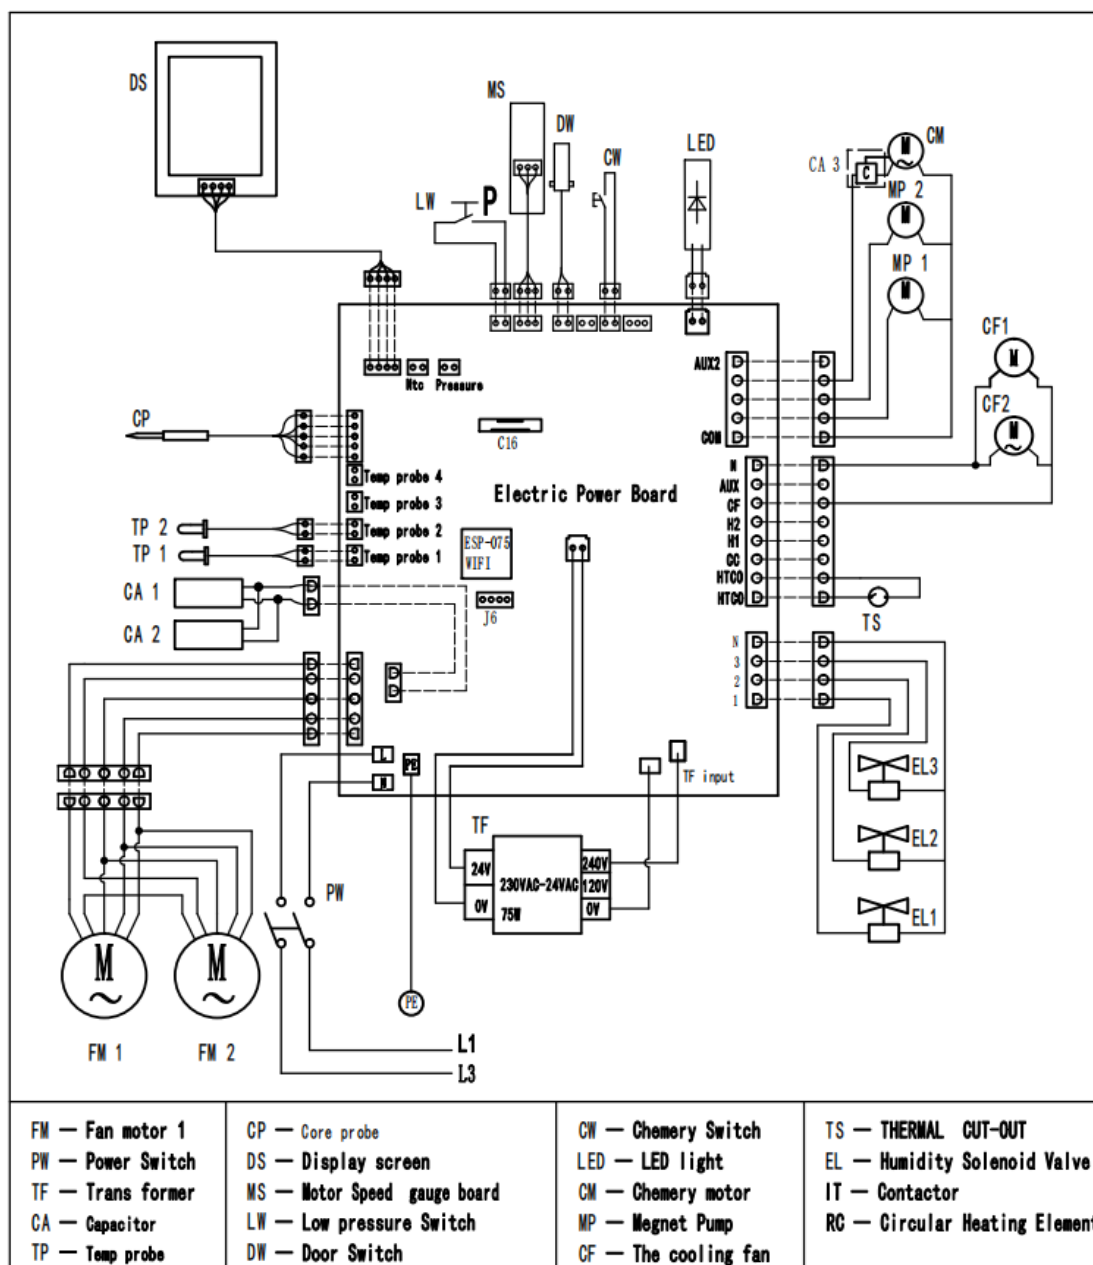 DS
MS
DW
CW
LED
LW
P
CA 3
C
M
CM
MP 2
M
MP 1
M
CF1
M
CF2
M
AUX2
COM
Ntc Pressure
C16
CP
Temp probe 4
Temp probe 3
TP 2
Temp probe 2
TP 1
Temp probe 1
Electric Power Board
ESP-07S
WIFI
J6
CA 1
CA 2
N
AUX
CF
H2
H1
CC
HTCO
HTCO
TS
N
3
2
1
L
N
PE
TF input
EL3
EL2
EL1
TF
24V
0V
230VAC-24VAC
75W
240V
120V
0V
PW
PE
M
M
FM 1
FM 2
L1
L3
FM — Fan motor 1
PW — Power Switch
TF — Trans former
CA — Capacitor
TP — Temp probe
CP — Core probe
DS — Display screen
MS — Motor Speed gauge board
LW — Low pressure Switch
DW — Door Switch
CW — Chemery Switch
LED — LED light
CM — Chemery motor
MP — Megnet Pump
CF — The cooling fan
TS — THERMAL CUT-OUT
EL — Humidity Solenoid Valve
IT — Contactor
RC — Circular Heating Element